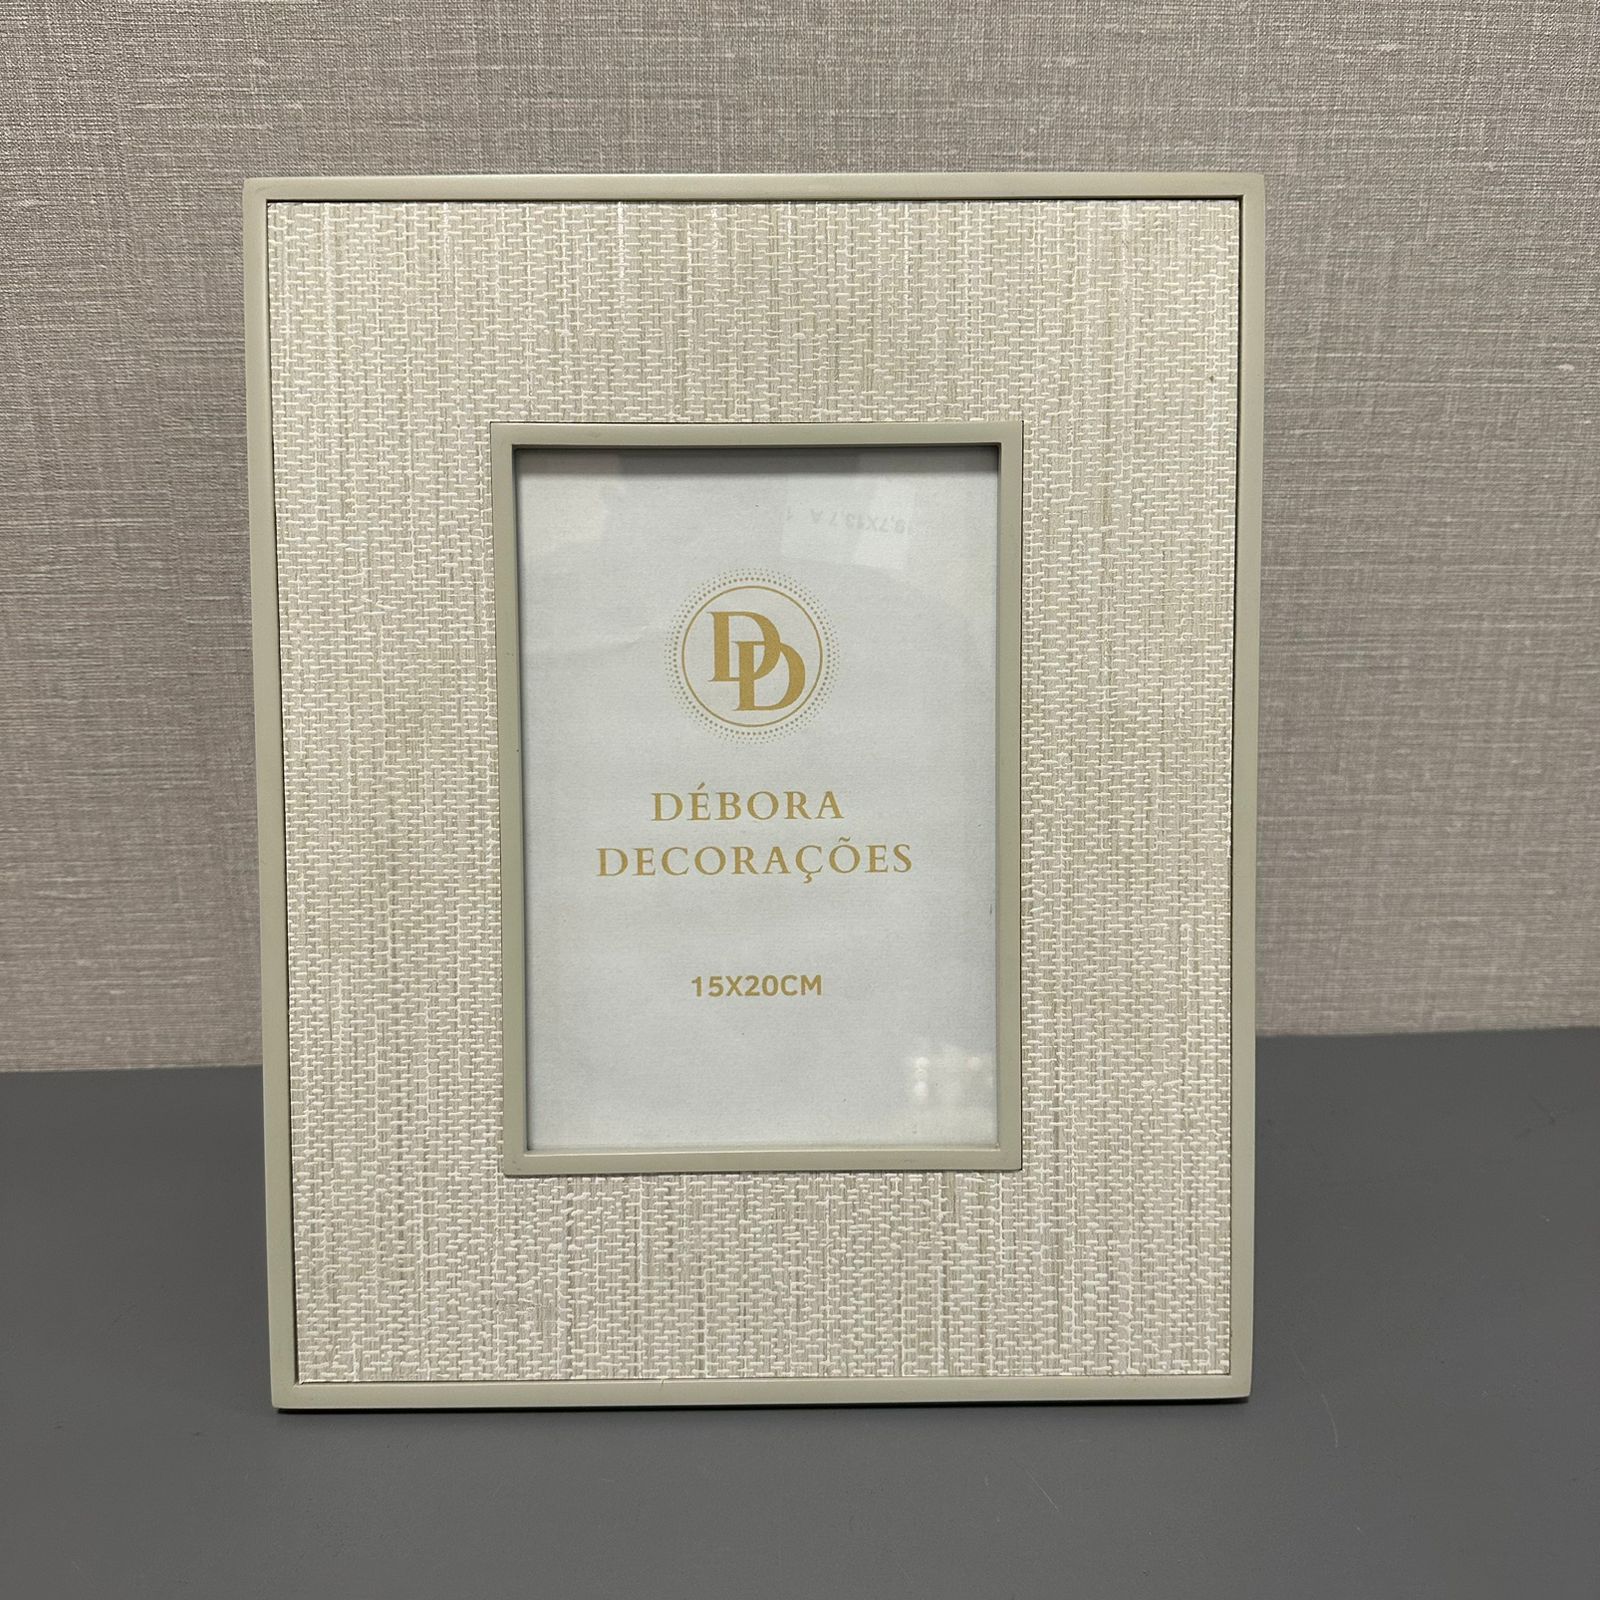 DD
DÉBORA
DECORAÇÕES
15X20CM